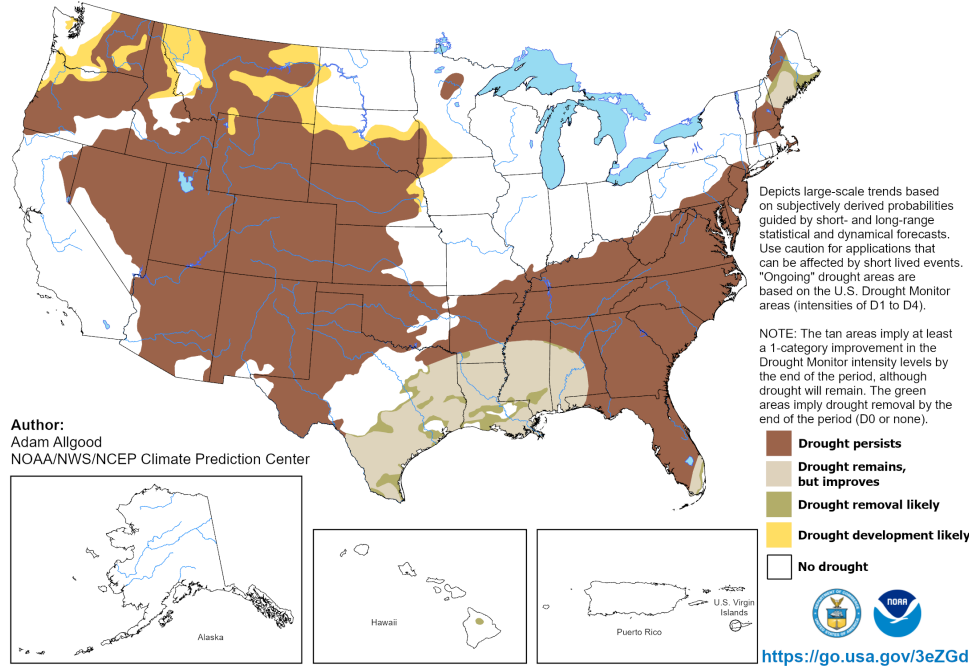 Depicts large-scale trends based
on subjectively derived probabilities
guided by short- and long-range
statistical and dynamical forecasts.
Use caution for applications that
can be affected by short lived events.
"Ongoing" drought areas are
based on the U.S. Drought Monitor
areas (intensities of D1 to D4).
NOTE: The tan areas imply at least
a 1-category improvement in the
Drought Monitor intensity levels by
the end of the period, although
drought will remain. The green
areas imply drought removal by the
end of the period (D0 or none).
Author:
Adam Allgood
NOAA/NWS/NCEP Climate Prediction Center
Drought persists
Drought remains,
but improves
Drought removal likely
Drought development likely
No drought
Alaska
Hawaii
Puerto Rico
U.S. Virgin
Islands
NOAA
https://go.usa.gov/3eZGd